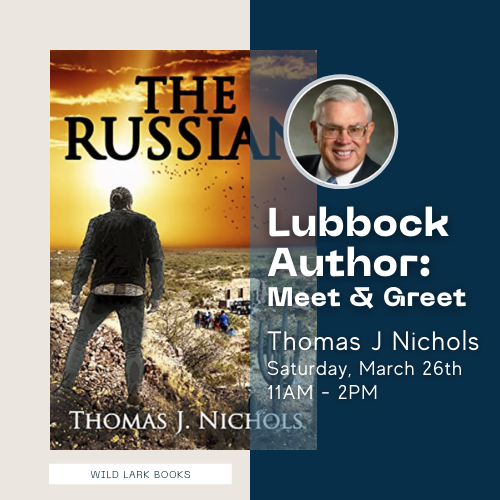 THE
RUSSIAN
THOMAS J. NICHOLS
WILD LARK BOOKS
Lubbock
Author:
Meet & Greet
Thomas J Nichols
Saturday, March 26th
11AM - 2PM